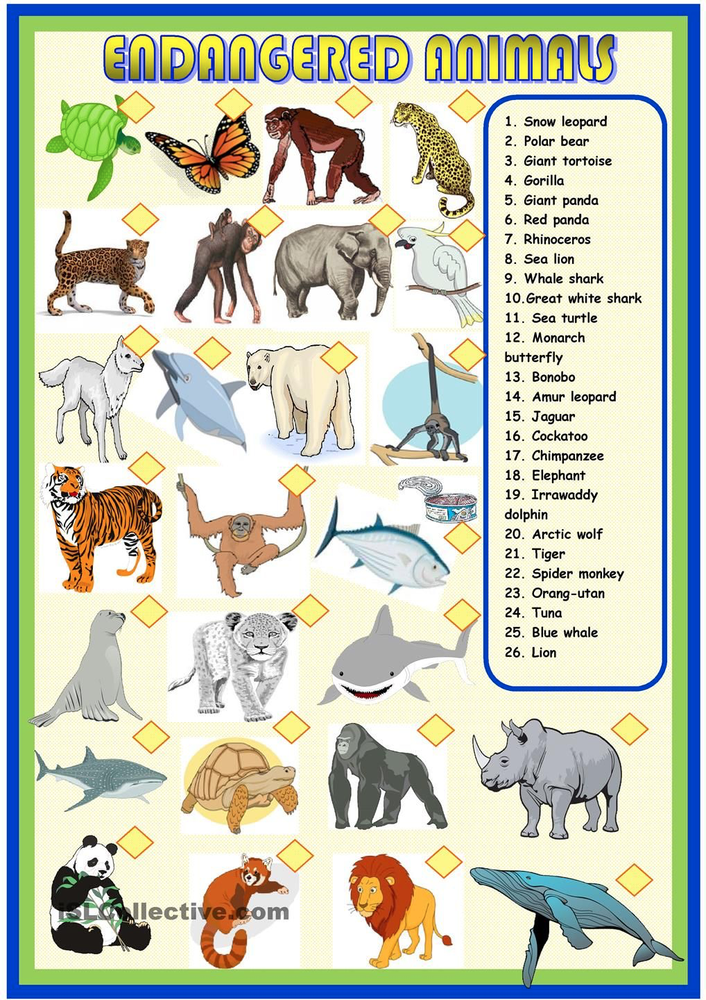 ENDANGERED ANIMALS
1. Snow leopard
2. Polar bear
3. Giant tortoise
4. Gorilla
5. Giant panda
6. Red panda
7. Rhinoceros
8. Sea lion
9. Whale shark
10.Great white shark
11. Sea turtle
12. Monarch
butterfly
13. Bonobo
14. Amur leopard
15. Jaguar
16. Cockatoo
17. Chimpanzee
18. Elephant
19. Irrawaddy
dolphin
20. Arctic wolf
21. Tiger
22. Spider monkey
23. Orang-utan
24. Tuna
25. Blue whale
26. Lion
iSLCollective.com